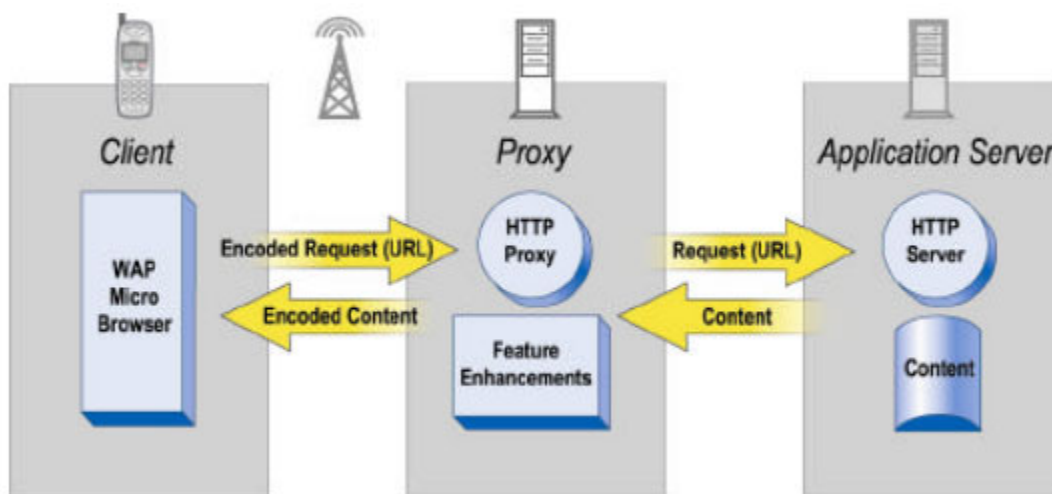 Client
Proxy
Application Server
WAP
Micro
Browser
Encoded Request (URL)
Encoded Content
HTTP
Proxy
Feature
Enhancements
Request (URL)
Content
HTTP
Server
Content